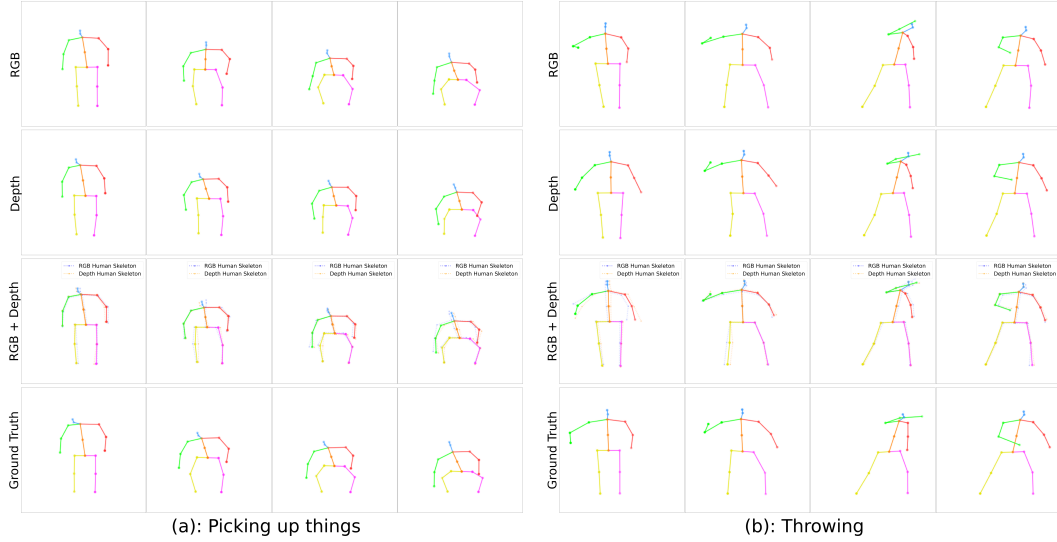 RGB
RGB
Depth
Depth
RGB + Depth
RGB Human Skeleton
Depth Human Skeleton
RGB Human Skeleton
Depth Human Skeleton
RGB Human Skeleton
Depth Human Skeleton
RGB Human Skeleton
Depth Human Skeleton
RGB + Depth
RGB Human Skeleton
Depth Human Skeleton
RGB Human Skeleton
Depth Human Skeleton
RGB Human Skeleton
Depth Human Skeleton
RGB Human Skeleton
Depth Human Skeleton
Ground Truth
Ground Truth
(a): Picking up things
(b): Throwing